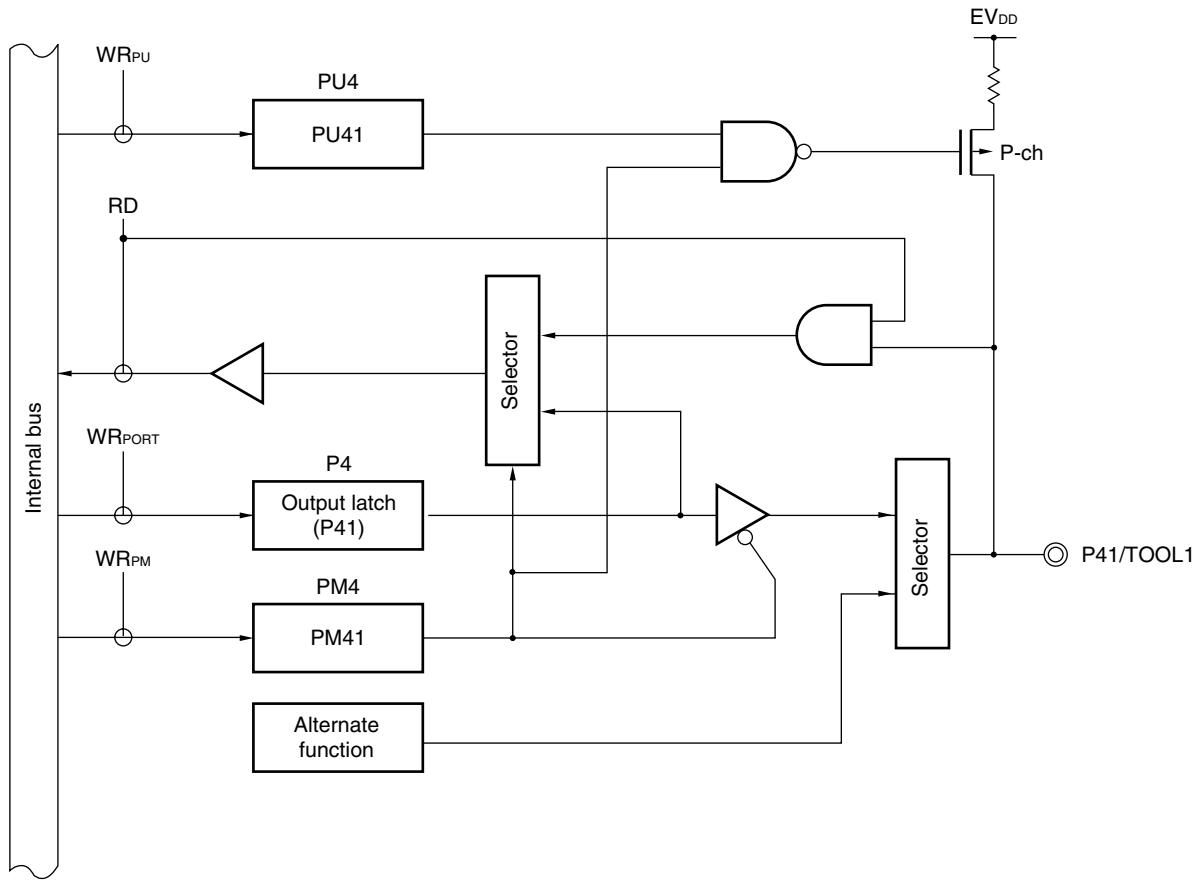 EVDD
WRPU
PU4
PU41
P-ch
RD
Selector
Internal bus
WRPORT
P4
Output latch
(P41)
Selector
P41/TOOL1
WRPM
PM4
PM41
Alternate
function